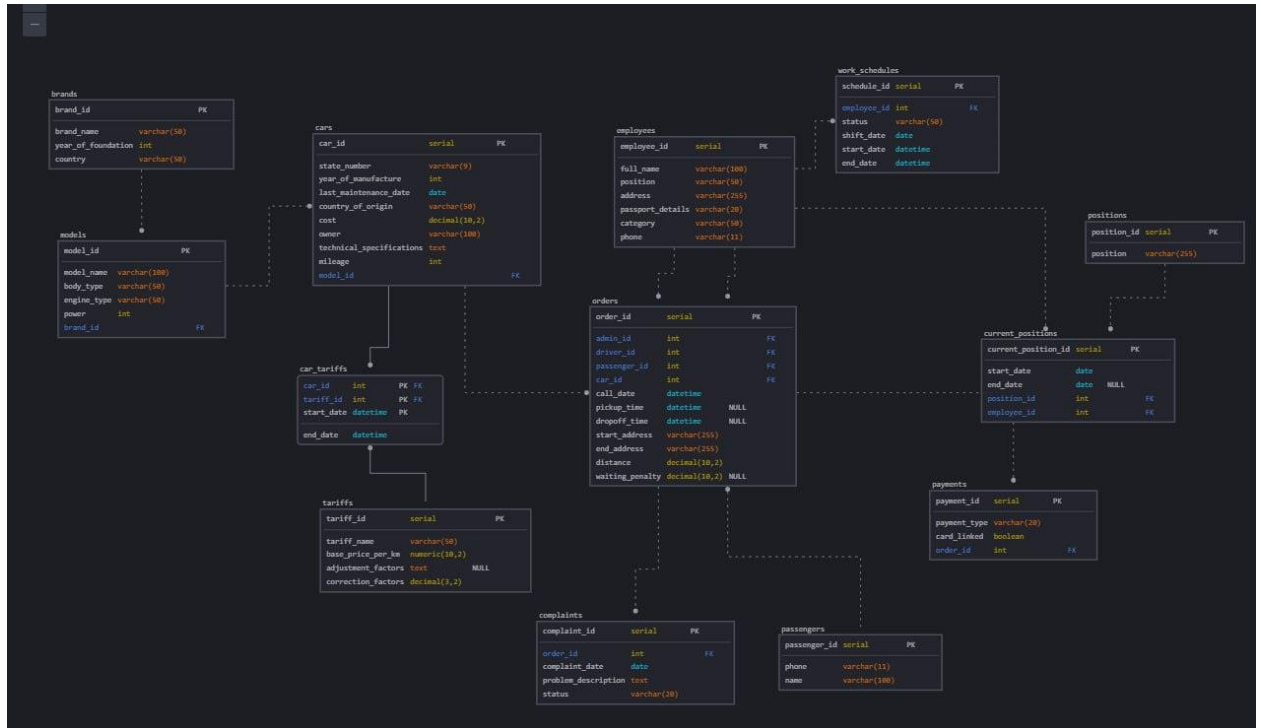 brands
brand_id PK
brand_name varchar(50)
year_of_foundation int
country varchar(50)
models
model_id PK
model_name varchar(100)
body_type varchar(50)
engine_type varchar(50)
power int
brand_id FK
cars
car_id serial PK
state_number varchar(9)
year_of_manufacture int
last_maintenance_date date
country_of_origin varchar(50)
cost decimal(10,2)
owner varchar(100)
technical_specifications text
mileage int
model_id FK
car_tariffs
car_id int PK FK
tariff_id int PK FK
start_date datetime PK
end_date datetime
tariffs
tariff_id serial PK
tariff_name varchar(50)
base_price_per_km numeric(10,2)
adjustment_factors text NULL
correction_factors decimal(3,2)
employees
employee_id serial PK
full_name varchar(100)
position varchar(50)
address varchar(255)
passport_details varchar(20)
category varchar(50)
phone varchar(11)
work_schedules
schedule_id serial PK
employee_id int FK
status varchar(50)
shift_date date
start_date datetime
end_date datetime
positions
position_id serial PK
position varchar(255)
orders
order_id serial PK
admin_id int FK
driver_id int FK
passenger_id int FK
car_id int FK
call_date datetime
pickup_time datetime NULL
dropoff_time datetime NULL
start_address varchar(255)
end_address varchar(255)
distance decimal(10,2)
waiting_penalty decimal(10,2) NULL
current_positions
current_position_id serial PK
start_date date
end_date date NULL
position_id int FK
employee_id int FK
payments
payment_id serial PK
payment_type varchar(20)
card_linked boolean
order_id int FK
complaints
complaint_id serial PK
order_id int FK
complaint_date date
problem_description text
status varchar(20)
passengers
passenger_id serial PK
phone varchar(11)
name varchar(100)